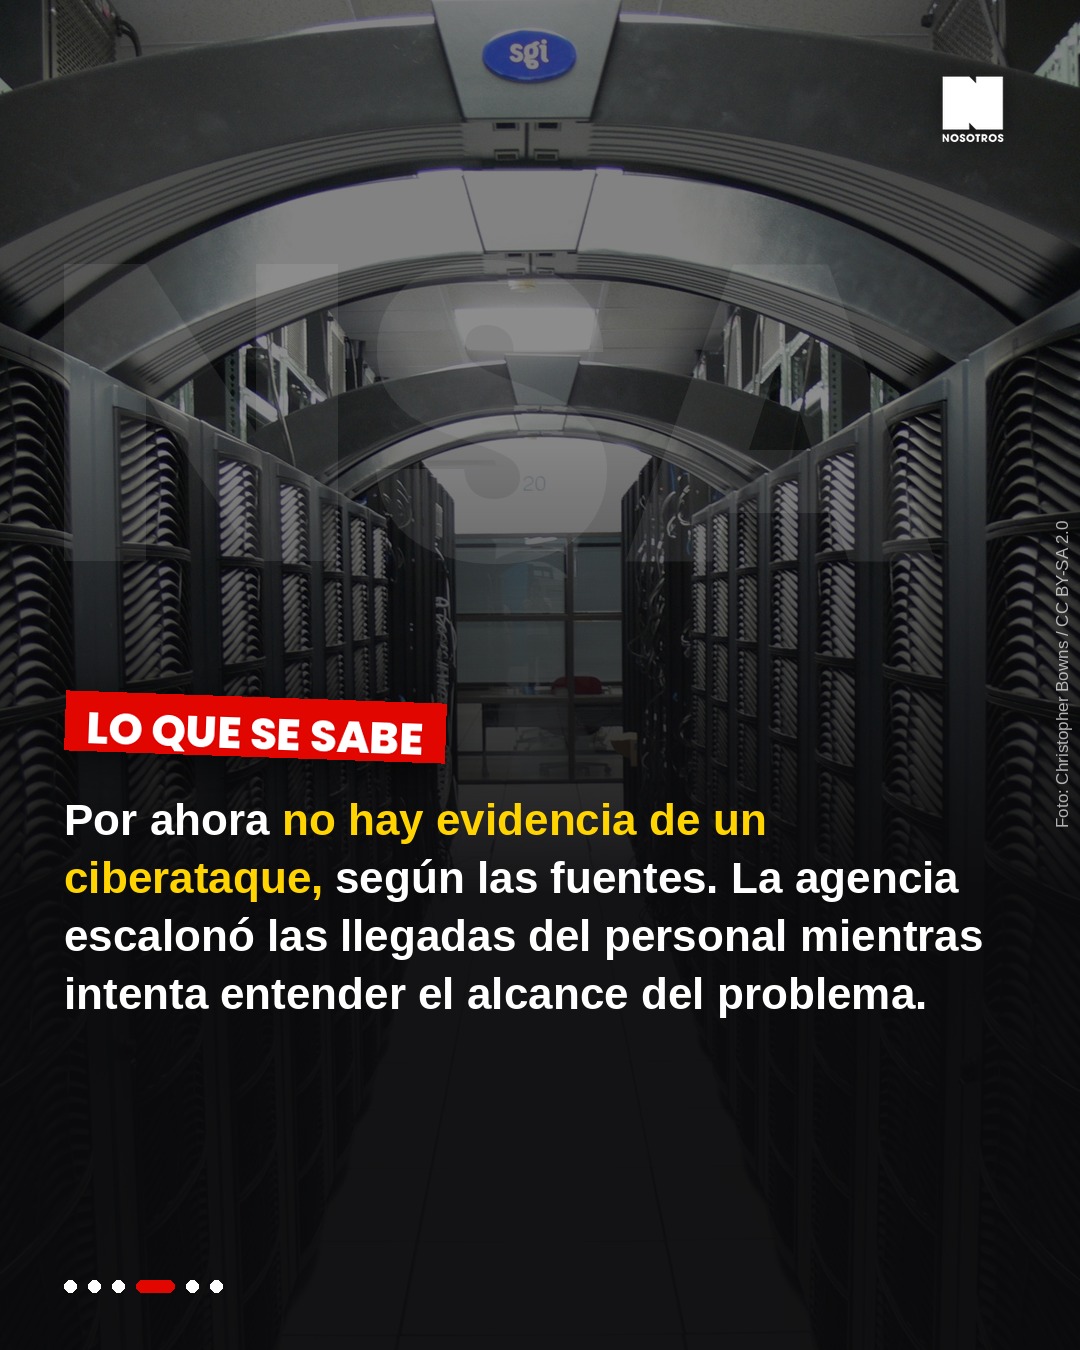 sgi
N
NOSOTROS
NSA
20
Foto: Christopher Bowns / CC BY-SA 2.0
LO QUE SE SABE
Por ahora no hay evidencia de un
ciberataque, según las fuentes. La agencia
escalonó las llegadas del personal mientras
intenta entender el alcance del problema.